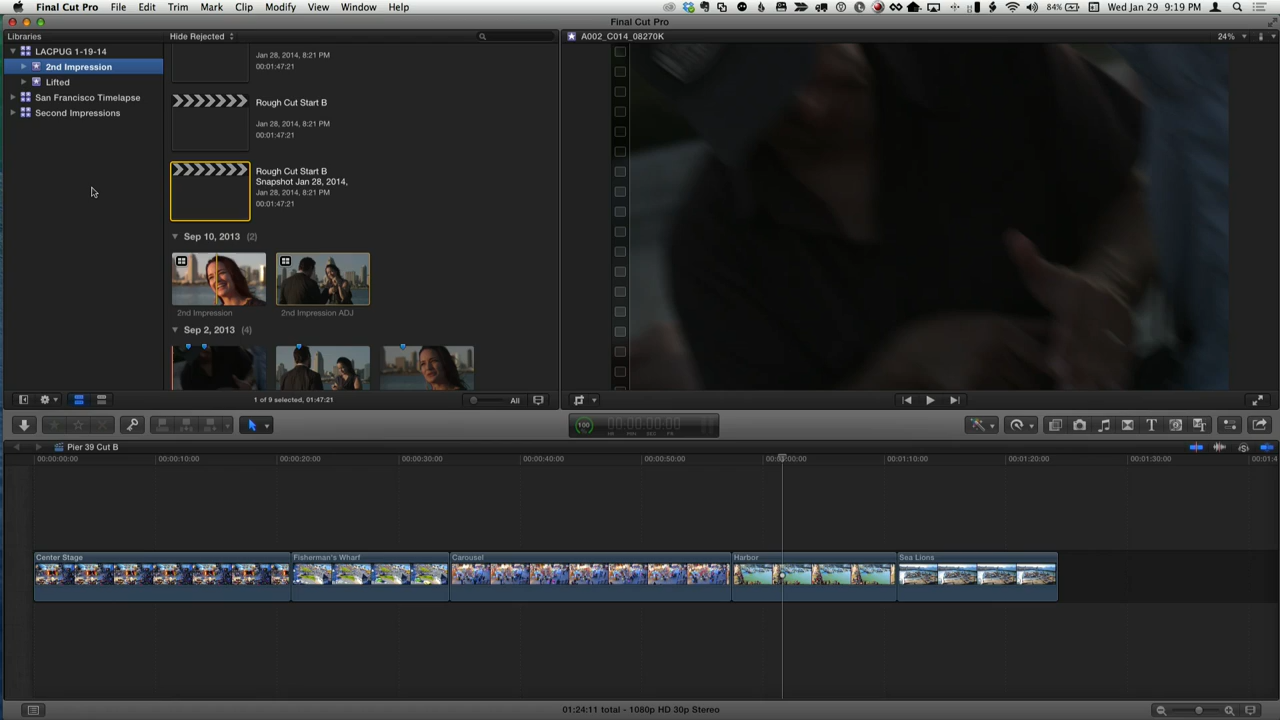 Final Cut Pro File Edit Trim Mark Clip Modify View Window Help 84% Wed Jan 29 9:19 PM
Final Cut Pro
Libraries
Hide Rejected
A002_C014_08270K
24%
LACPUG 1-19-14
2nd Impression
Lifted
San Francisco Timelapse
Second Impressions
Jan 28, 2014, 8:21 PM
00:01:47:21
Rough Cut Start B
Jan 28, 2014, 8:21 PM
00:01:47:21
Rough Cut Start B
Snapshot Jan 28, 2014,
Jan 28, 2014, 8:21 PM
00:01:47:21
Sep 10, 2013 (2)
2nd Impression
2nd Impression ADJ
Sep 2, 2013 (4)
1 of 9 selected, 01:47:21
All
100
00:00:00:00
HR MIN SEC FR
Pier 39 Cut B
00:00:00:00
00:00:10:00
00:00:20:00
00:00:30:00
00:00:40:00
00:00:50:00
00:01:10:00
00:01:20:00
00:01:30:00
00:01:4
Center Stage
Fisherman's Wharf
Carousel
Harbor
Sea Lions
01:24:11 total - 1080p HD 30p Stereo